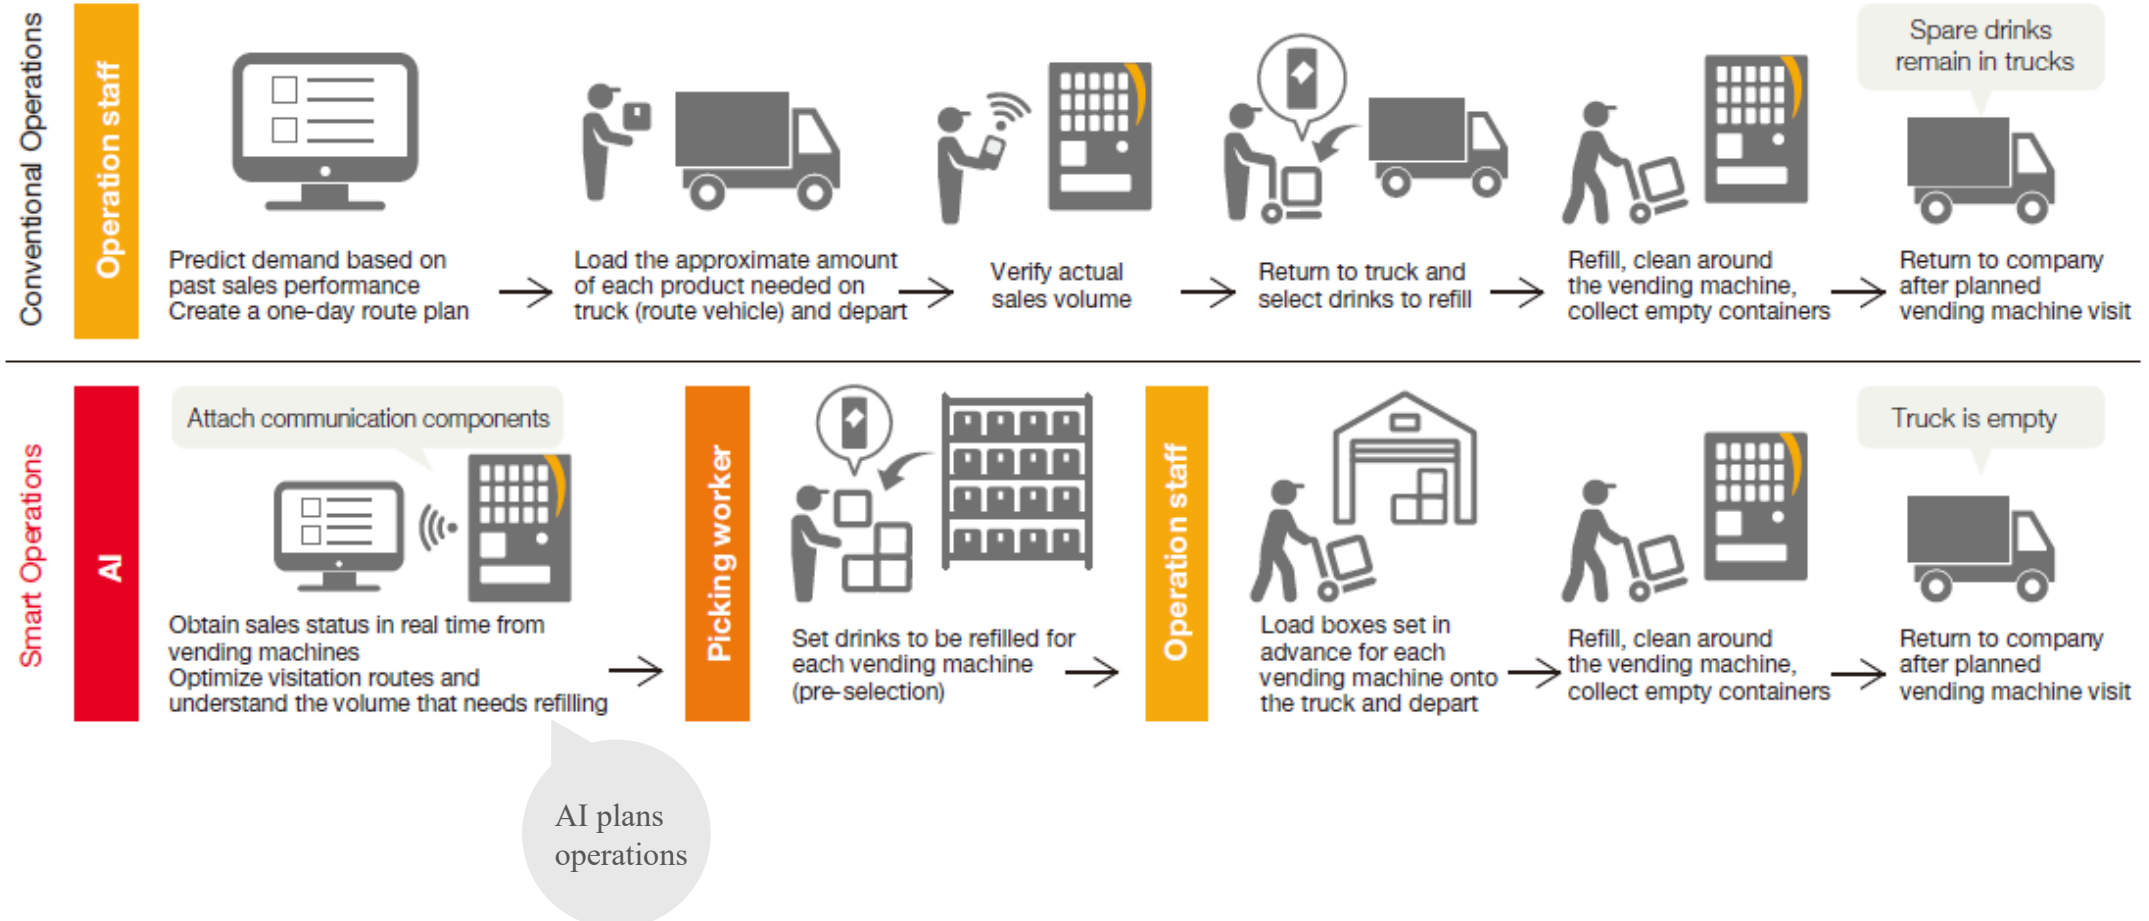 Conventional Operations
Operation staff
Predict demand based on
past sales performance
Create a one-day route plan
Load the approximate amount
of each product needed on
truck (route vehicle) and depart
Verify actual
sales volume
Return to truck and
select drinks to refill
Refill, clean around
the vending machine,
collect empty containers
Spare drinks
remain in trucks
Return to company
after planned
vending machine visit
Smart Operations
AI
Attach communication components
Obtain sales status in real time from
vending machines
Optimize visitation routes and
understand the volume that needs refilling
AI plans
operations
Picking worker
Set drinks to be refilled for
each vending machine
(pre-selection)
Operation staff
Load boxes set in
advance for each
vending machine onto
the truck and depart
Refill, clean around
the vending machine,
collect empty containers
Truck is empty
Return to company
after planned
vending machine visit